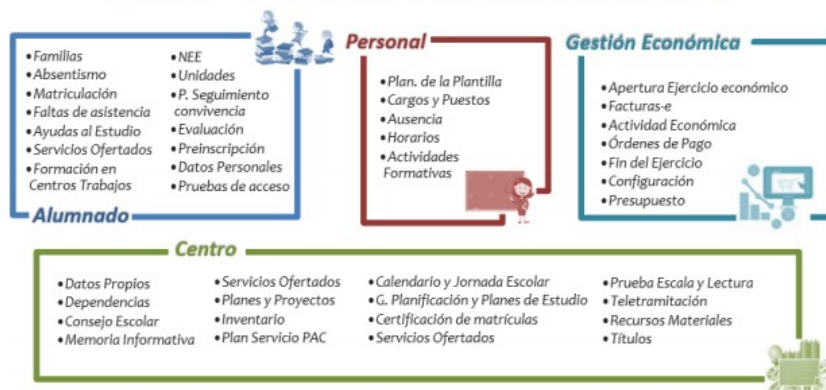 • Familias
• Absentismo
• Matriculación
• Faltas de asistencia
• Ayudas al Estudio
• Servicios Ofertados
• Formación en
Centros Trabajos
• NEE
• Unidades
• P. Seguimiento
convivencia
• Evaluación
• Preinscripción
• Datos Personales
• Pruebas de acceso
Alumnado
Personal
• Plan. de la Plantilla
• Cargos y Puestos
• Ausencia
• Horarios
• Actividades
Formativas
Gestión Económica
• Apertura Ejercicio económico
• Facturas-e
• Actividad Económica
• Órdenes de Pago
• Fin del Ejercicio
• Configuración
• Presupuesto
Centro
• Datos Propios
• Dependencias
• Consejo Escolar
• Memoria Informativa
• Servicios Ofertados
• Planes y Proyectos
• Inventario
• Plan Servicio PAC
• Calendario y Jornada Escolar
• G. Planificación y Planes de Estudio
• Certificación de matrículas
• Servicios Ofertados
• Prueba Escala y Lectura
• Teletramitación
• Recursos Materiales
• Títulos